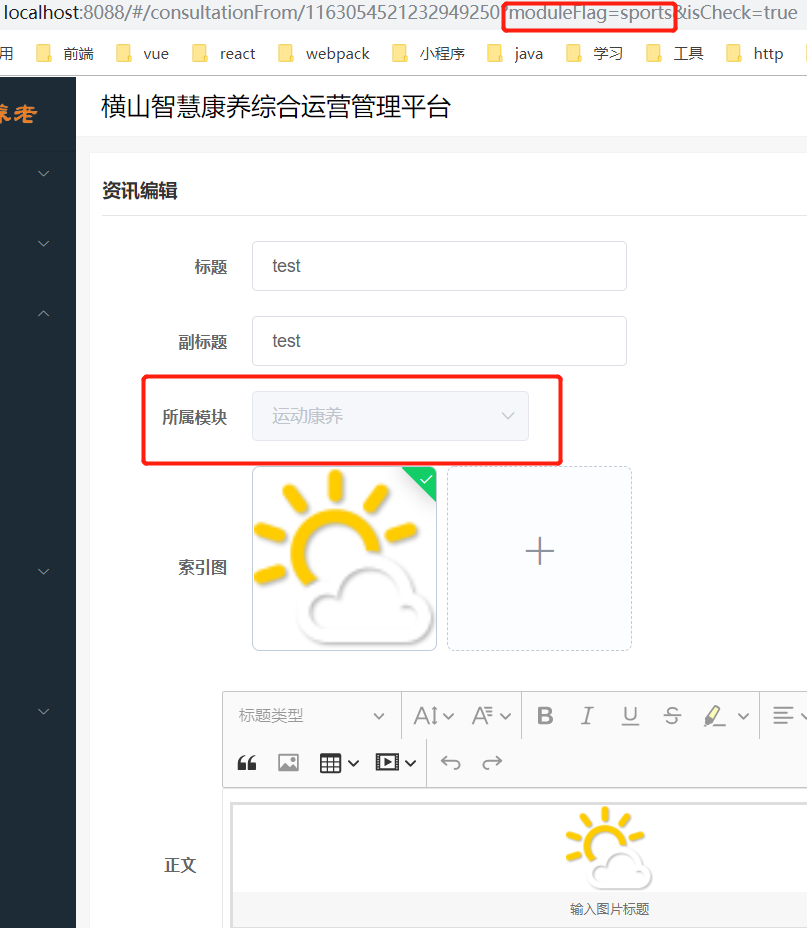 localhost:8088/#/consultationFrom/1163054521232949250?moduleFlag=sports&isCheck=true
用 前端 vue react webpack 小程序 java 学习 工具 http
养老
横山智慧康养综合运营管理平台
资讯编辑
标题 test
副标题 test
所属模块 运动康养
索引图
标题类型
正文
输入图片标题